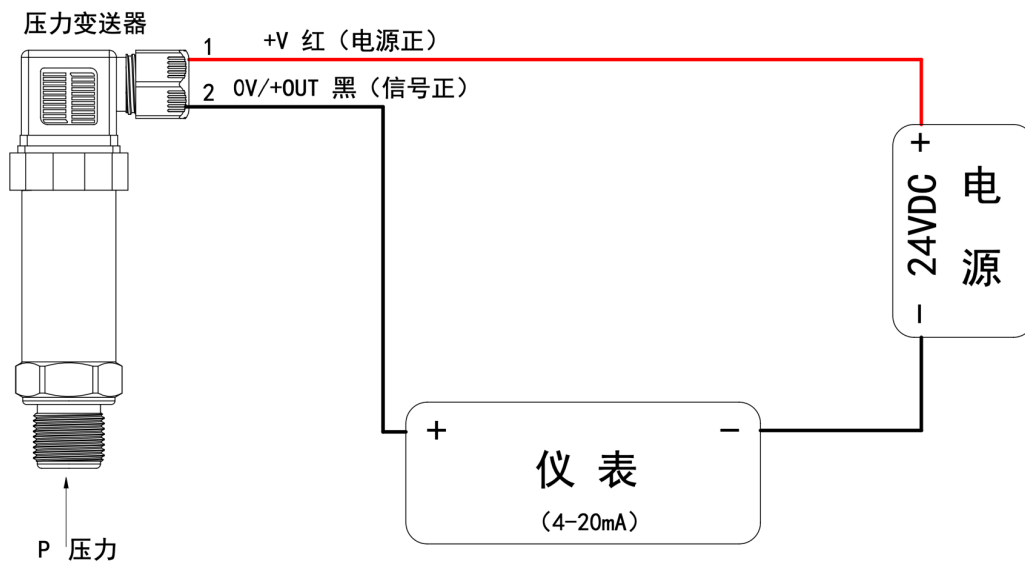 压力变送器
1 +V 红（电源正）
2 0V/+OUT 黑（信号正）
+
24VDC
-
电源
+
-
仪表
（4-20mA）
P 压力